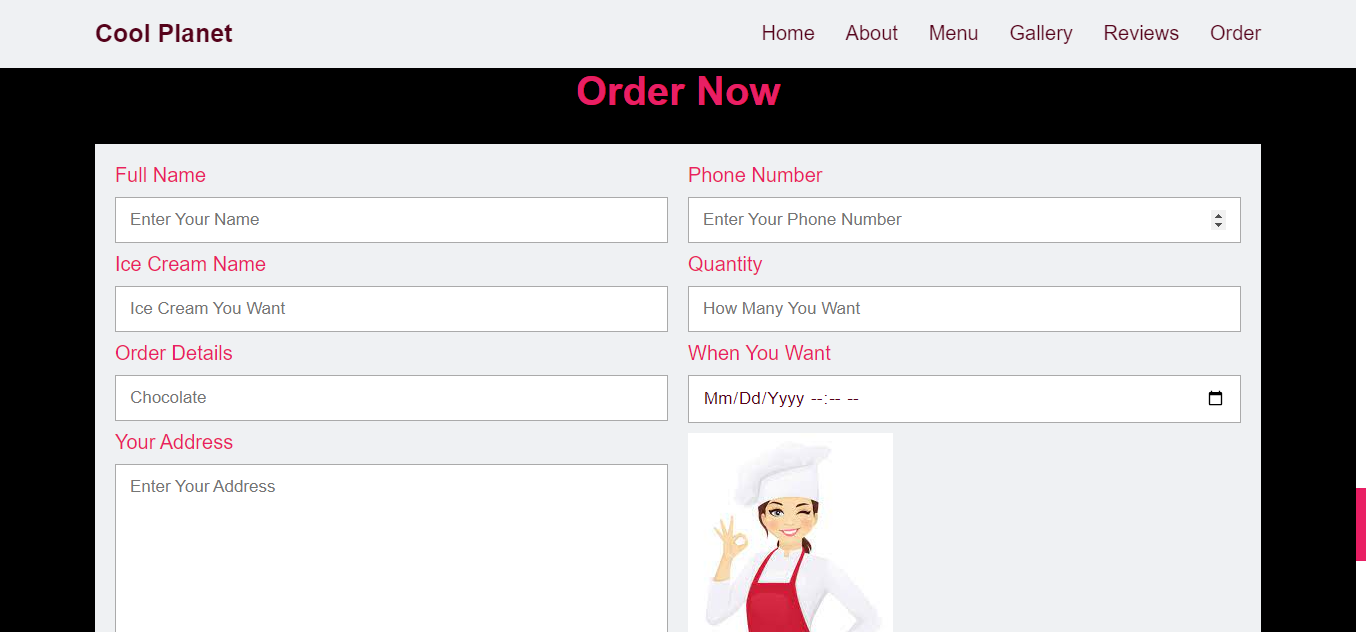 Cool Planet
Home About Menu Gallery Reviews Order
Order Now
Full Name
Phone Number
Enter Your Name
Enter Your Phone Number
Ice Cream Name
Quantity
Ice Cream You Want
How Many You Want
Order Details
When You Want
Chocolate
Mm/Dd/Yyyy --:-- --
Your Address
Enter Your Address